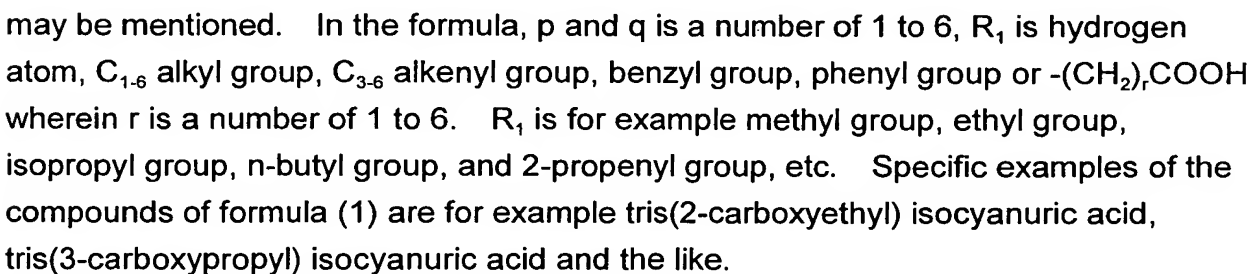 may be mentioned. In the formula, p and q is a number of 1 to 6, R₁ is hydrogen
atom, C₁₋₆ alkyl group, C₃₋₆ alkenyl group, benzyl group, phenyl group or -(CH₂)ᵣCOOH
wherein r is a number of 1 to 6. R₁ is for example methyl group, ethyl group,
isopropyl group, n-butyl group, and 2-propenyl group, etc. Specific examples of the
compounds of formula (1) are for example tris(2-carboxyethyl) isocyanuric acid,
tris(3-carboxypropyl) isocyanuric acid and the like.